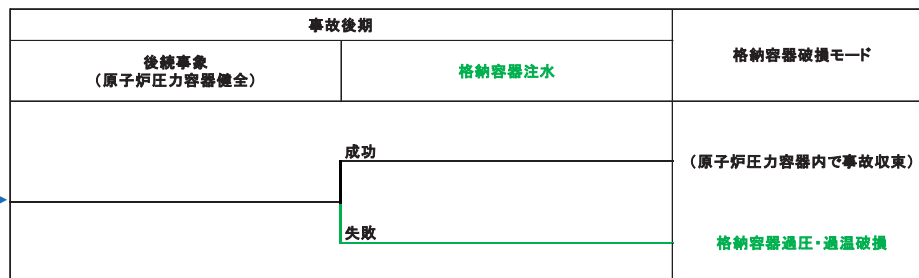 事故後期
後続事象
(原子炉圧力容器健全)
格納容器注水
格納容器破損モード
成功
(原子炉圧力容器内で事故収束)
失敗
格納容器過圧・過温破損